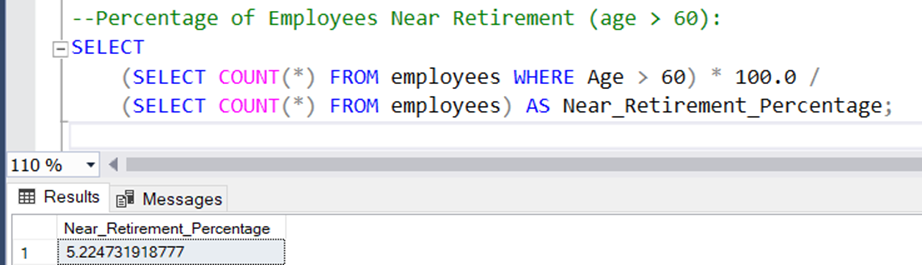 --Percentage of Employees Near Retirement (age > 60):
SELECT
(SELECT COUNT(*) FROM employees WHERE Age > 60) * 100.0 /
(SELECT COUNT(*) FROM employees) AS Near_Retirement_Percentage;
110 %
Results Messages
Near_Retirement_Percentage
1 5.224731918777